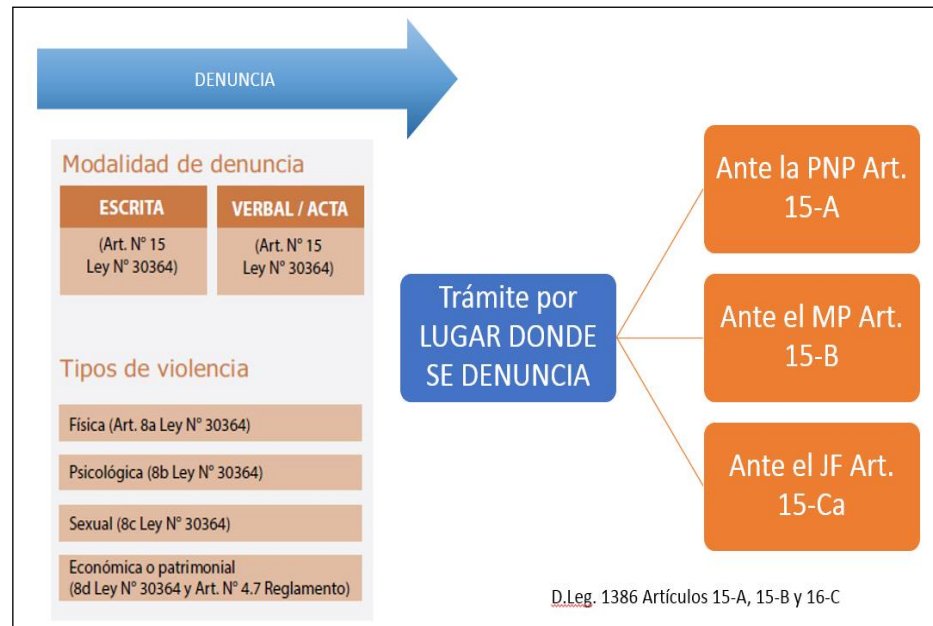 DENUNCIA
Modalidad de denuncia
ESCRITA
(Art. N° 15
Ley N° 30364)
VERBAL / ACTA
(Art. N° 15
Ley N° 30364)
Tipos de violencia
Física (Art. 8a Ley N° 30364)
Psicológica (8b Ley N° 30364)
Sexual (8c Ley N° 30364)
Económica o patrimonial
(8d Ley N° 30364 y Art. N° 4.7 Reglamento)
Trámite por
LUGAR DONDE
SE DENUNCIA
Ante la PNP Art.
15-A
Ante el MP Art.
15-B
Ante el JF Art.
15-Ca
D.Leg. 1386 Artículos 15-A, 15-B y 16-C